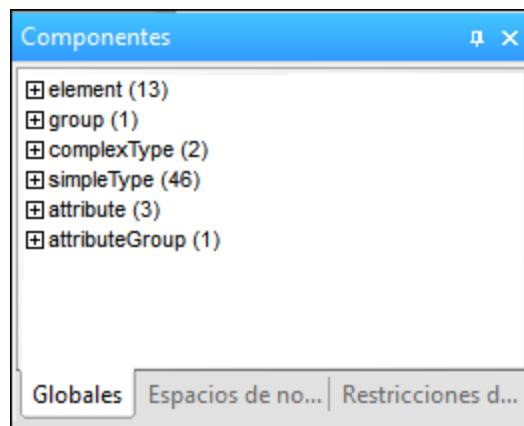 Componentes
element (13)
group (1)
complexType (2)
simpleType (46)
attribute (3)
attributeGroup (1)
Globales Espacios de no... Restricciones d...